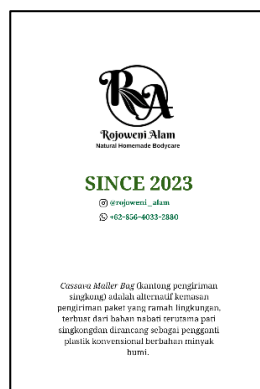 RA
Rojoweni Alam
Natural Homemade Bodycare
SINCE 2023
@rojoweni_alam
+62-856-4033-2880
Cassava Mailer Bag (kantong pengiriman
singkong) adalah alternatif kemasan
pengiriman paket yang ramah lingkungan,
terbuat dari bahan nabati terutama pati
singkongdan dirancang sebagai pengganti
plastik konvensional berbahan minyak
bumi.